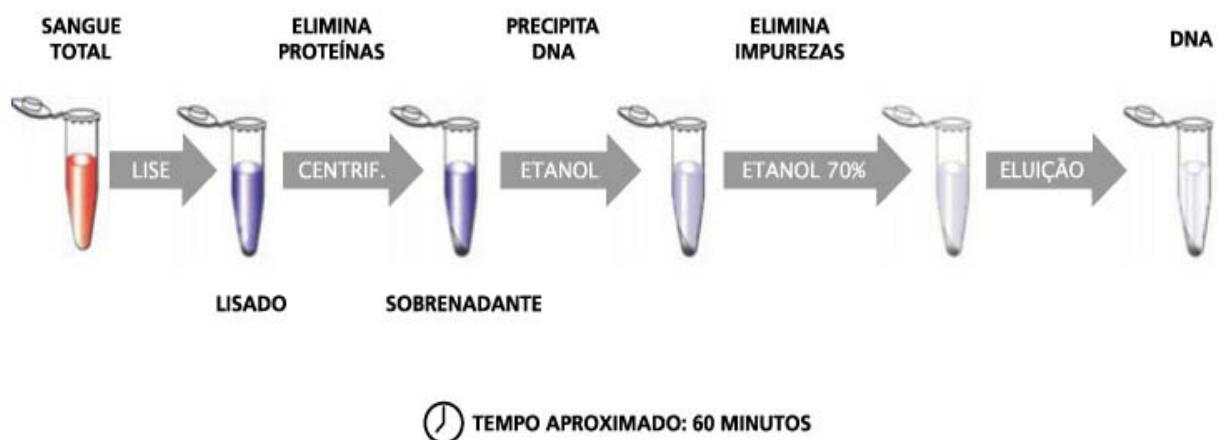 SANGUE
TOTAL
ELIMINA
PROTEÍNAS
PRECIPITA
DNA
ELIMINA
IMPUREZAS
DNA
LISE
CENTRIF.
ETANOL
ETANOL 70%
ELUIÇÃO
LISADO
SOBRENADANTE
TEMPO APROXIMADO: 60 MINUTOS